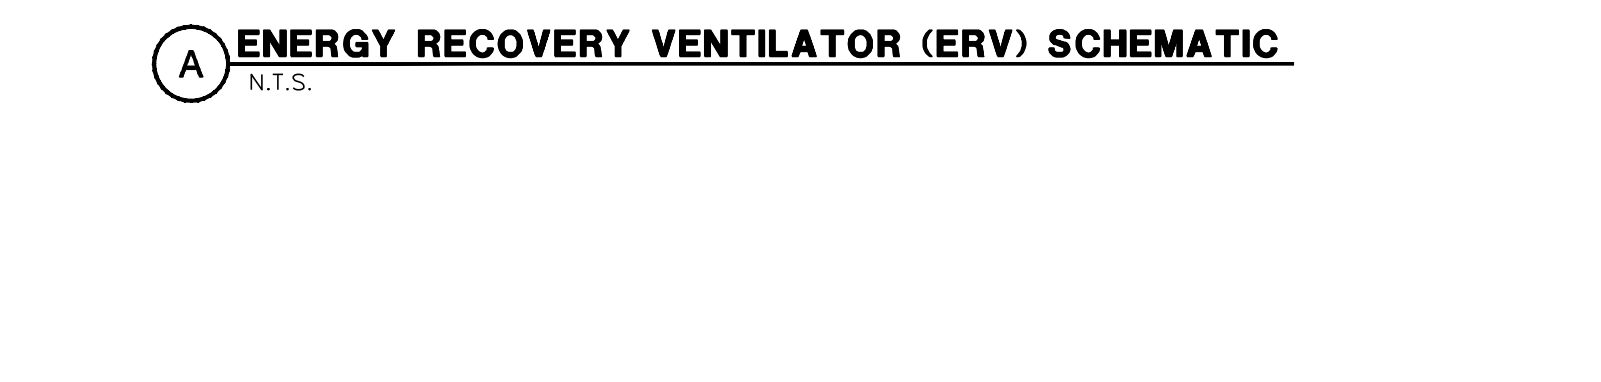 A ENERGY RECOVERY VENTILATOR (ERV) SCHEMATIC
N.T.S.